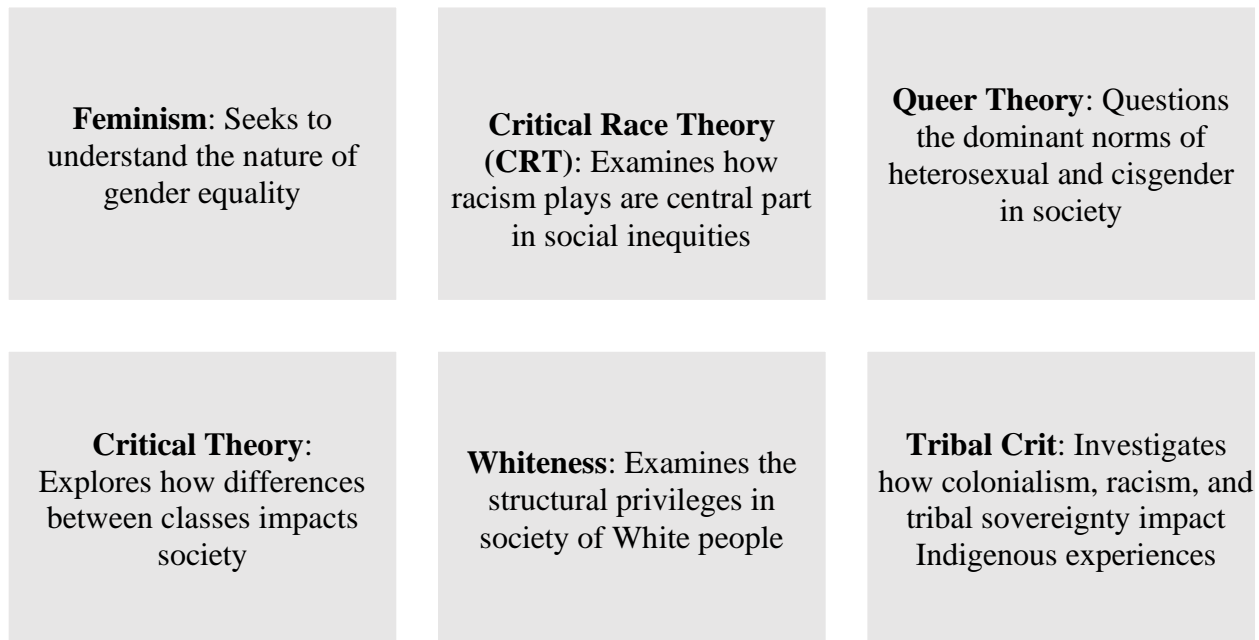 Feminism: Seeks to
understand the nature of
gender equality
Critical Race Theory
(CRT): Examines how
racism plays are central part
in social inequities
Queer Theory: Questions
the dominant norms of
heterosexual and cisgender
in society
Critical Theory:
Explores how differences
between classes impacts
society
Whiteness: Examines the
structural privileges in
society of White people
Tribal Crit: Investigates
how colonialism, racism, and
tribal sovereignty impact
Indigenous experiences